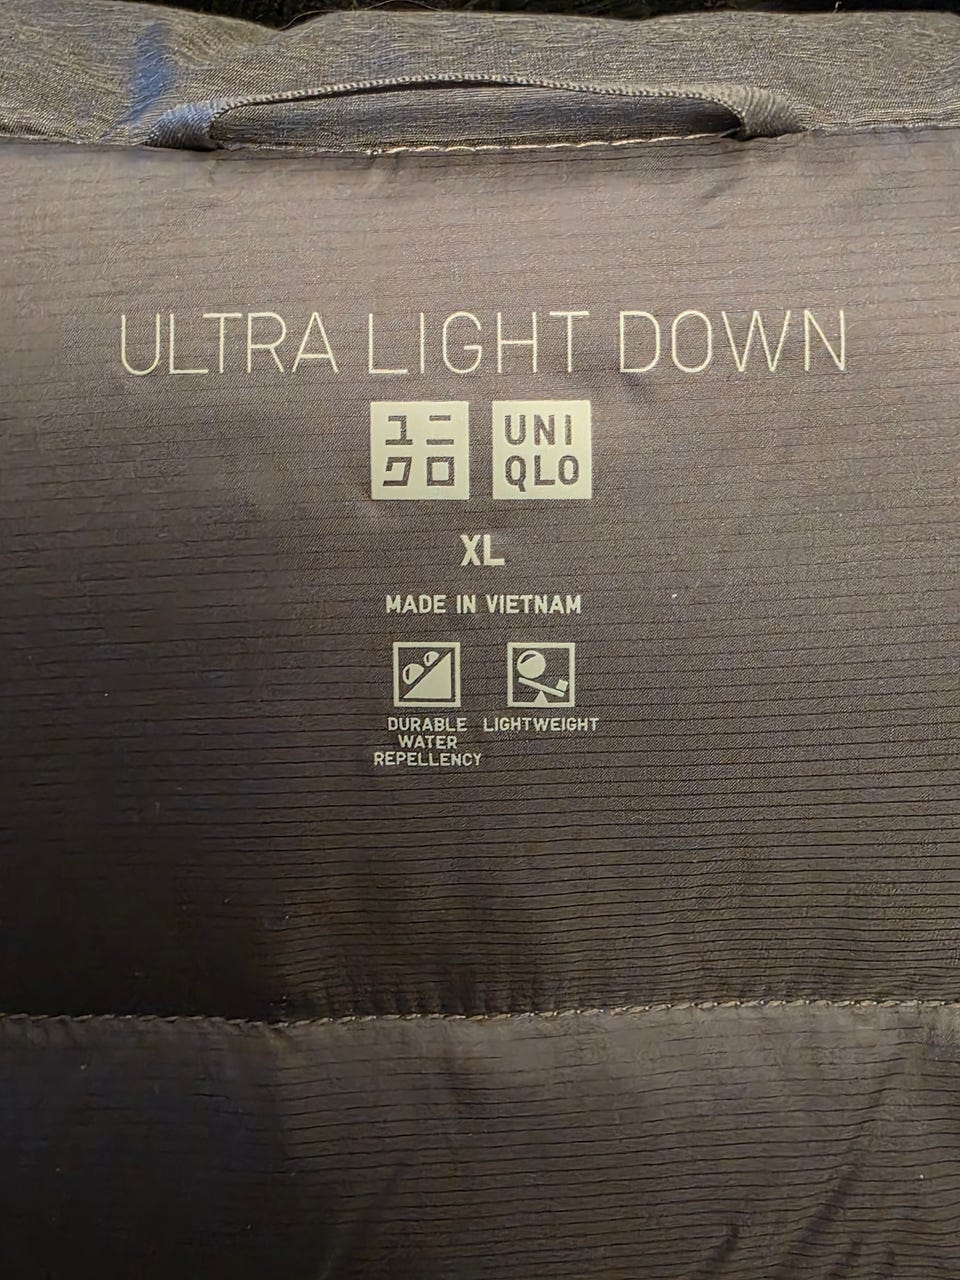 ULTRA LIGHT DOWN
ユニ UNI
クロ QLO
XL
MADE IN VIETNAM
DURABLE LIGHTWEIGHT
WATER
REPELLENCY